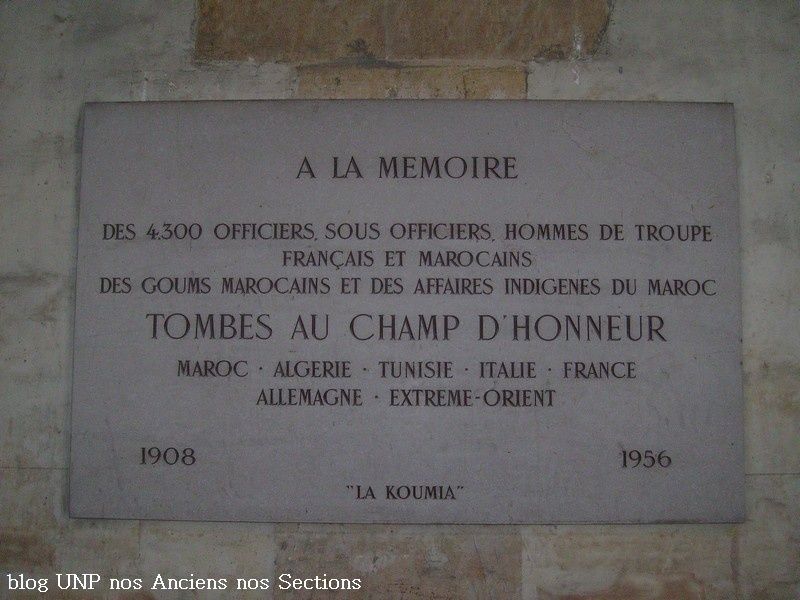 A LA MEMOIRE
DES 4.300 OFFICIERS, SOUS OFFICIERS, HOMMES DE TROUPE
FRANÇAIS ET MAROCAINS
DES GOUMS MAROCAINS ET DES AFFAIRES INDIGENES DU MAROC
TOMBES AU CHAMP D'HONNEUR
MAROC · ALGERIE · TUNISIE · ITALIE · FRANCE
ALLEMAGNE · EXTREME-ORIENT
1908 1956
"LA KOUMIA"
blog UNP nos Anciens nos Sections